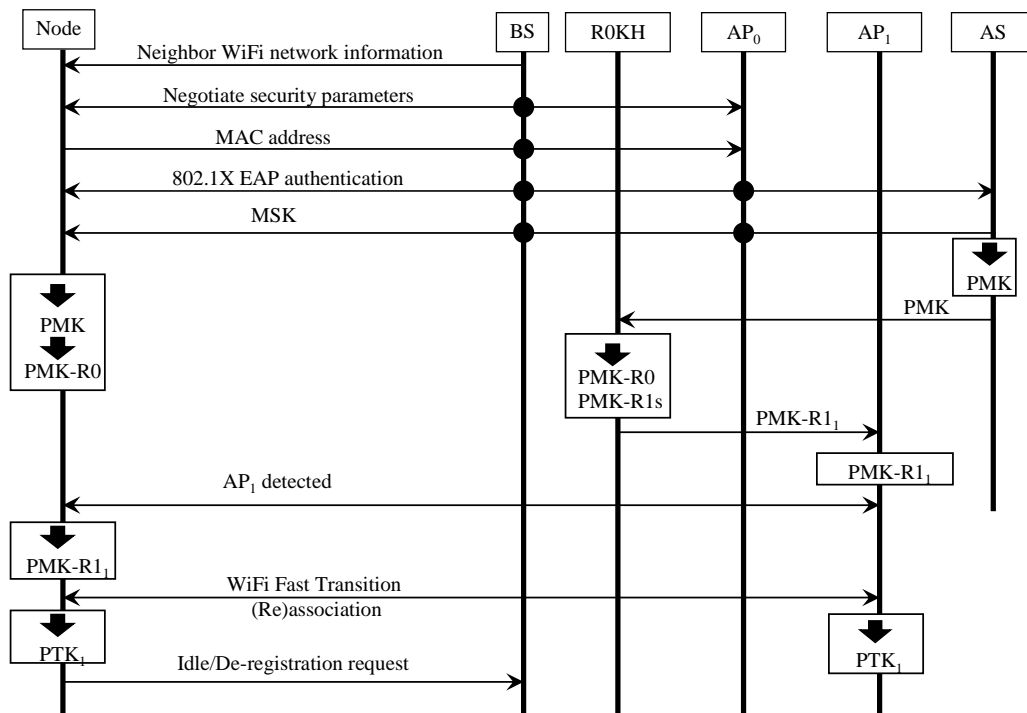 Node
BS
R0KH
AP₀
AP₁
AS
Neighbor WiFi network information
Negotiate security parameters
MAC address
802.1X EAP authentication
MSK
PMK
PMK
PMK
PMK-R0
PMK-R0
PMK-R1s
PMK-R1₁
PMK-R1₁
AP₁ detected
PMK-R1₁
WiFi Fast Transition
(Re)association
PTK₁
PTK₁
Idle/De-registration request